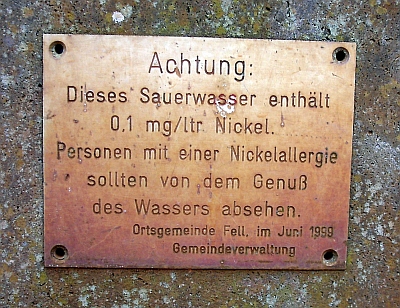 Achtung:
Dieses Sauerwasser enthält
0,1 mg/ltr Nickel.
Personen mit einer Nickelallergie
sollten von dem Genuß
des Wassers absehen.
Ortsgemeinde Fell, im Juni 1999
Gemeindeverwaltung